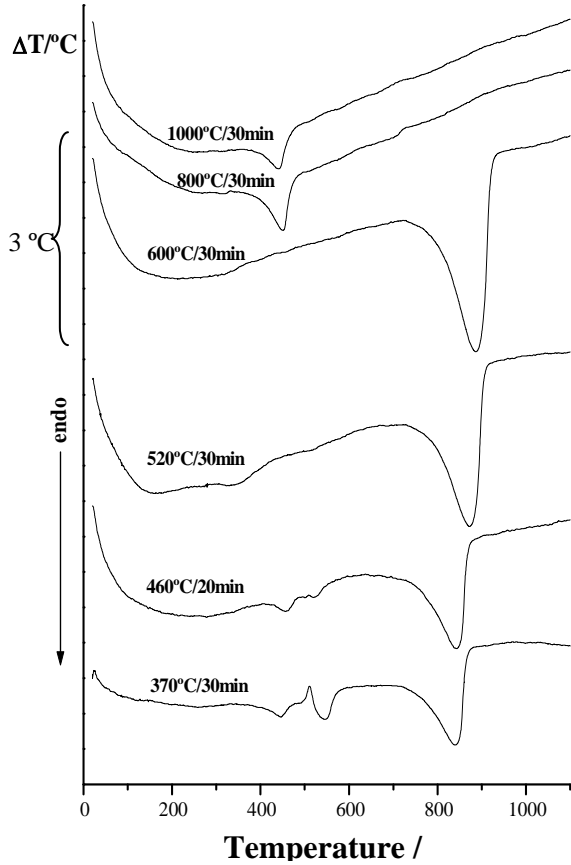 ΔT/ºC
1000ºC/30min
800ºC/30min
3 ºC
600ºC/30min
endo
520ºC/30min
460ºC/20min
370ºC/30min
0 200 400 600 800 1000
Temperature /